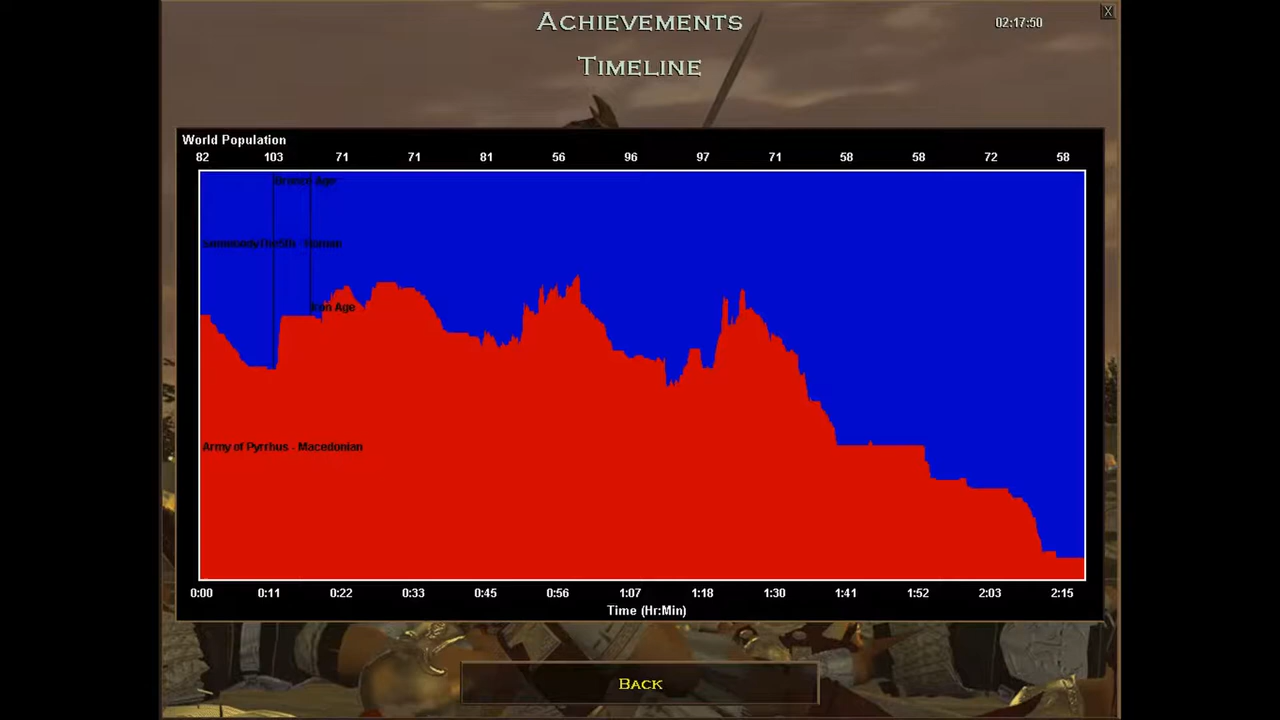 ACHIEVEMENTS
02:17:50
X
TIMELINE
World Population
82 103 71 71 81 56 96 97 71 58 58 72 58
Bronze Age
SomebodyThe5th - Roman
Iron Age
Army of Pyrrhus - Macedonian
0:00 0:11 0:22 0:33 0:45 0:56 1:07 1:18 1:30 1:41 1:52 2:03 2:15
Time (Hr:Min)
BACK